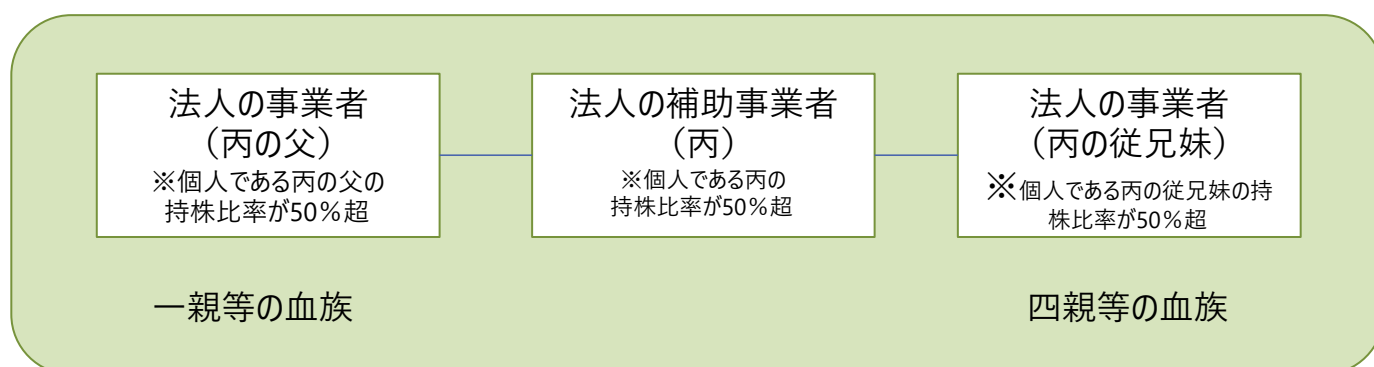 法人の事業者
（丙の父）
※個人である丙の父の
持株比率が50％超
法人の補助事業者
（丙）
※個人である丙の
持株比率が50％超
法人の事業者
（丙の従兄妹）
※個人である丙の従兄妹の持
株比率が50％超
一親等の血族
四親等の血族